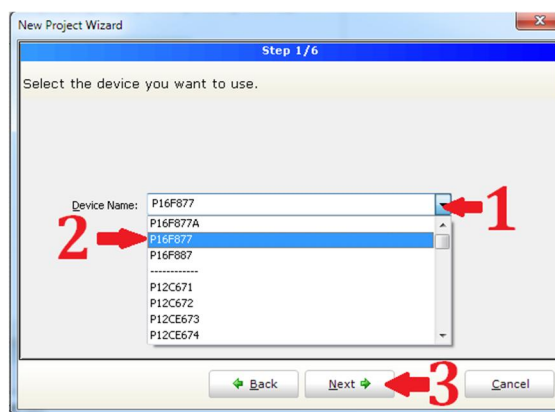 New Project Wizard
Step 1/6
Select the device you want to use.
Device Name: P16F877
1
P16F877A
2 P16F877
P16F887
------------
P12C671
P12C672
P12CE673
P12CE674
Back Next 3 Cancel